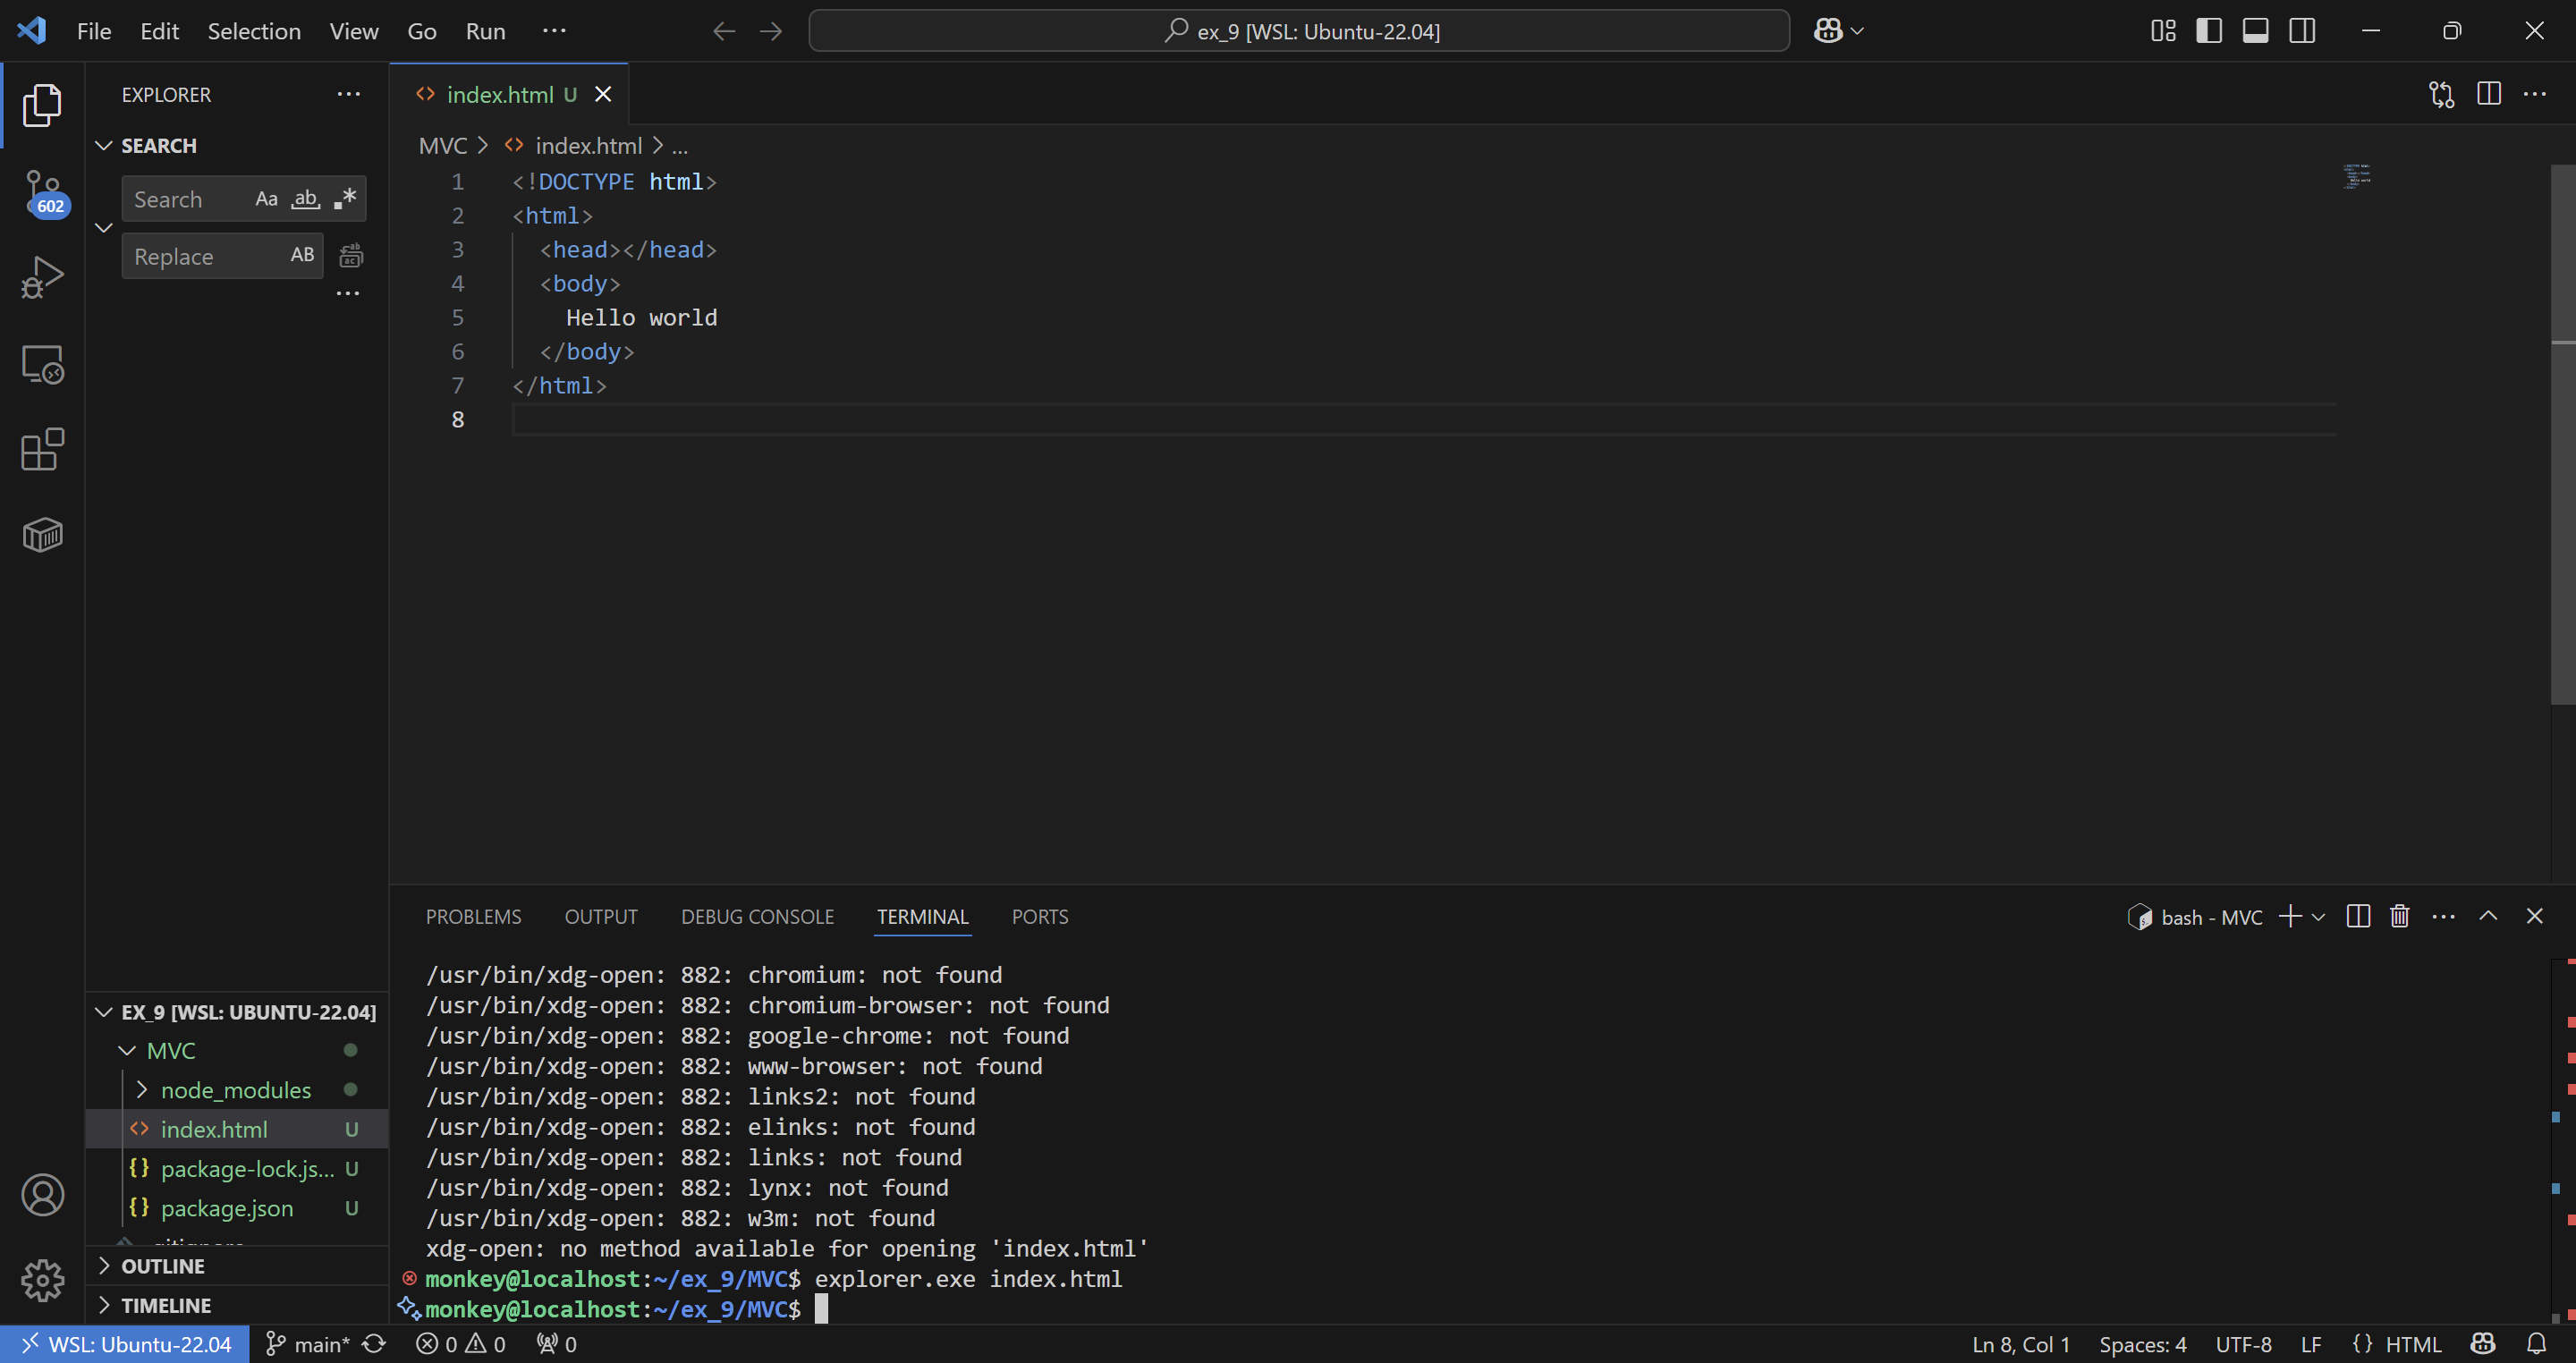 File Edit Selection View Go Run ...
ex_9 [WSL: Ubuntu-22.04]
EXPLORER
SEARCH
Search Aa ab .*
Replace AB
602
index.html U
MVC > index.html > ...
1 <!DOCTYPE html>
2 <html>
3 <head></head>
4 <body>
5 Hello world
6 </body>
7 </html>
8
EX_9 [WSL: UBUNTU-22.04]
MVC
node_modules
index.html U
{} package-lock.js... U
{} package.json U
OUTLINE
TIMELINE
PROBLEMS OUTPUT DEBUG CONSOLE TERMINAL PORTS
bash - MVC
/usr/bin/xdg-open: 882: chromium: not found
/usr/bin/xdg-open: 882: chromium-browser: not found
/usr/bin/xdg-open: 882: google-chrome: not found
/usr/bin/xdg-open: 882: www-browser: not found
/usr/bin/xdg-open: 882: links2: not found
/usr/bin/xdg-open: 882: elinks: not found
/usr/bin/xdg-open: 882: links: not found
/usr/bin/xdg-open: 882: lynx: not found
/usr/bin/xdg-open: 882: w3m: not found
xdg-open: no method available for opening 'index.html'
monkey@localhost:~/ex_9/MVC$ explorer.exe index.html
monkey@localhost:~/ex_9/MVC$
WSL: Ubuntu-22.04 main* 0 0 0
Ln 8, Col 1 Spaces: 4 UTF-8 LF {} HTML